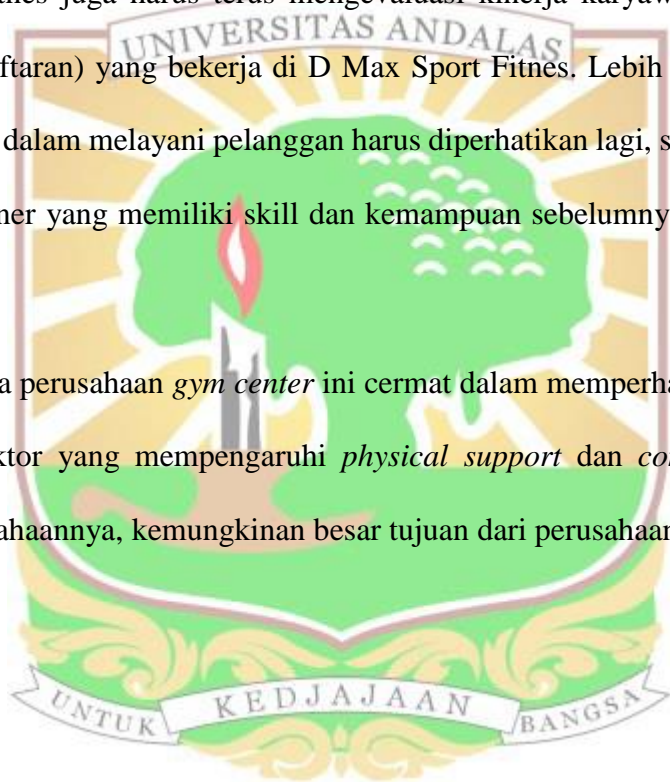 tnes juga harus terus mengevaluasi kinerja karyaw
UNIVERSITAS ANDALAS
ftaran) yang bekerja di D Max Sport Fitnes. Lebih
dalam melayani pelanggan harus diperhatikan lagi, s
ner yang memiliki skill dan kemampuan sebelumny
a perusahaan gym center ini cermat dalam memperha
ktor yang mempengaruhi physical support dan co
ahaannya, kemungkinan besar tujuan dari perusahaan
UNTUK KEDJAJAAN BANGSA